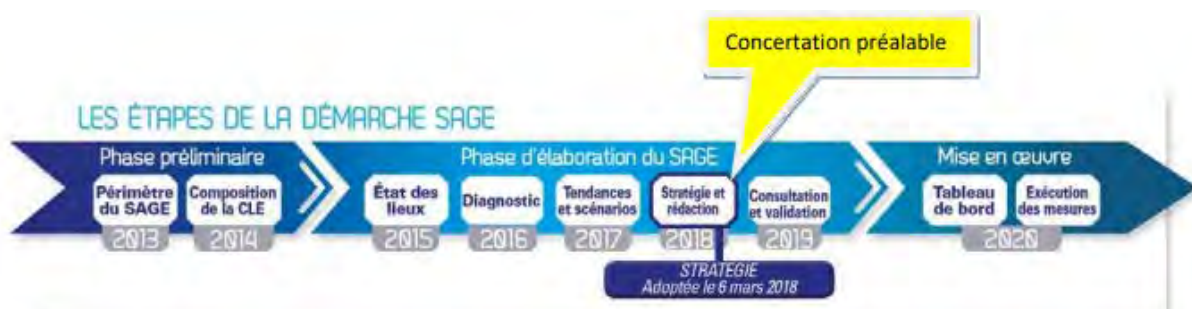 Concertation préalable
LES ÉTAPES DE LA DÉMARCHE SAGE
Phase préliminaire
Périmètre
du SAGE
2013
Composition
de la CLE
2014
Phase d'élaboration du SAGE
État des
lieux
2015
Diagnostic
2016
Tendances
et scénarios
2017
Stratégie et
rédaction
2018
Consultation
et validation
2019
STRATÉGIE
Adoptée le 6 mars 2018
Mise en œuvre
Tableau
de bord
Exécution
des mesures
2020